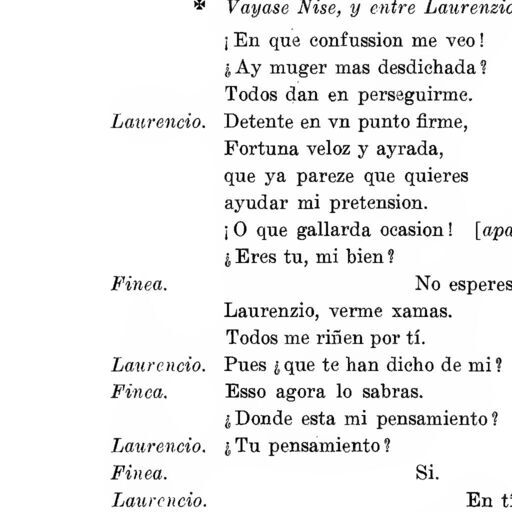 ✠ Vayase Nise, y entre Laurenzio
¡En que confussion me veo!
¿Ay muger mas desdichada?
Todos dan en perseguirme.
Laurencio. Detente en vn punto firme,
Fortuna veloz y ayrada,
que ya pareze que quieres
ayudar mi pretension.
¡O que gallarda ocasion! [apa
¿Eres tu, mi bien?
Finea. No esperes
Laurenzio, verme xamas.
Todos me riñen por tí.
Laurencio. Pues ¿que te han dicho de mi?
Finea. Esso agora lo sabras.
¿Donde esta mi pensamiento?
Laurencio. ¿Tu pensamiento?
Finea. Si.
Laurencio. En tí